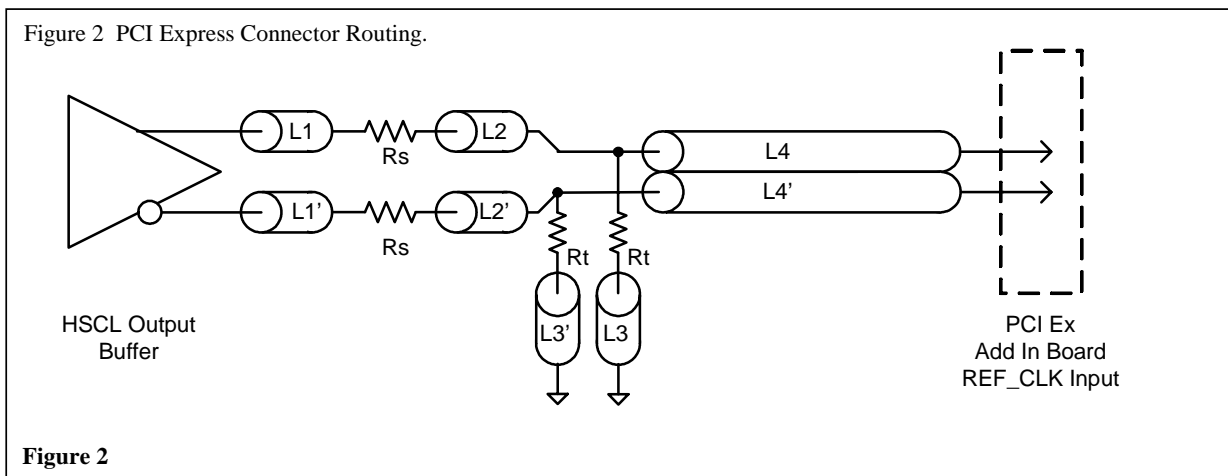 Figure 2 PCI Express Connector Routing.
L1
Rs
L2
L4
L1'
Rs
L2'
L4'
Rt
Rt
L3'
L3
HSCL Output
Buffer
PCI Ex
Add In Board
REF_CLK Input
Figure 2